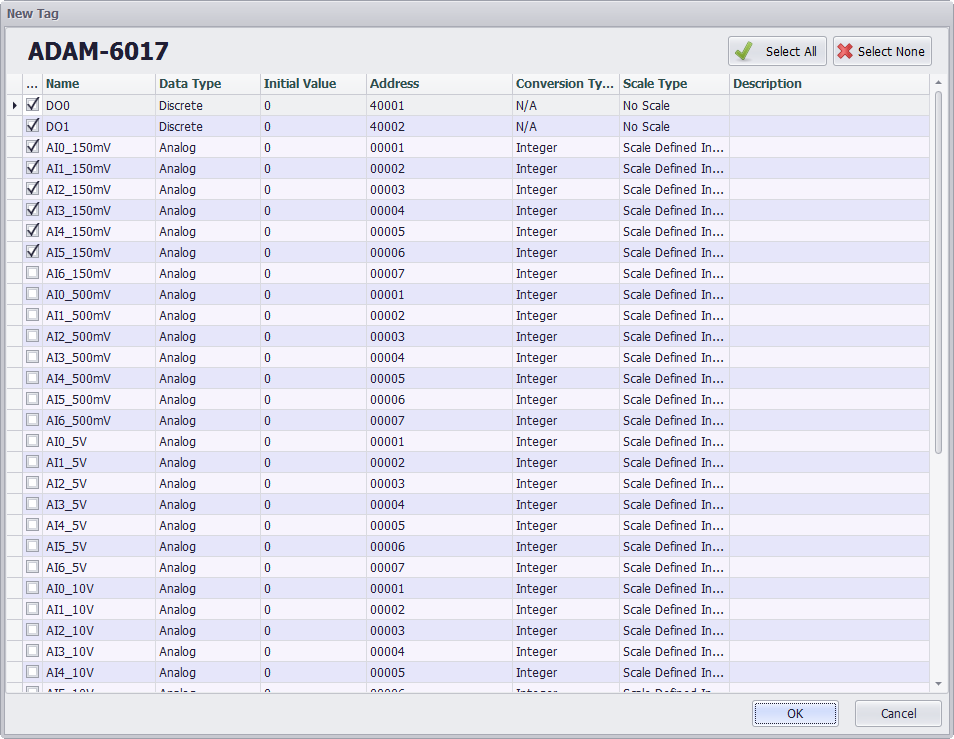 New Tag
ADAM-6017
Select All
Select None
... Name Data Type Initial Value Address Conversion Ty... Scale Type Description
DO0 Discrete 0 40001 N/A No Scale
DO1 Discrete 0 40002 N/A No Scale
AI0_150mV Analog 0 00001 Integer Scale Defined In...
AI1_150mV Analog 0 00002 Integer Scale Defined In...
AI2_150mV Analog 0 00003 Integer Scale Defined In...
AI3_150mV Analog 0 00004 Integer Scale Defined In...
AI4_150mV Analog 0 00005 Integer Scale Defined In...
AI5_150mV Analog 0 00006 Integer Scale Defined In...
AI6_150mV Analog 0 00007 Integer Scale Defined In...
AI0_500mV Analog 0 00001 Integer Scale Defined In...
AI1_500mV Analog 0 00002 Integer Scale Defined In...
AI2_500mV Analog 0 00003 Integer Scale Defined In...
AI3_500mV Analog 0 00004 Integer Scale Defined In...
AI4_500mV Analog 0 00005 Integer Scale Defined In...
AI5_500mV Analog 0 00006 Integer Scale Defined In...
AI6_500mV Analog 0 00007 Integer Scale Defined In...
AI0_5V Analog 0 00001 Integer Scale Defined In...
AI1_5V Analog 0 00002 Integer Scale Defined In...
AI2_5V Analog 0 00003 Integer Scale Defined In...
AI3_5V Analog 0 00004 Integer Scale Defined In...
AI4_5V Analog 0 00005 Integer Scale Defined In...
AI5_5V Analog 0 00006 Integer Scale Defined In...
AI6_5V Analog 0 00007 Integer Scale Defined In...
AI0_10V Analog 0 00001 Integer Scale Defined In...
AI1_10V Analog 0 00002 Integer Scale Defined In...
AI2_10V Analog 0 00003 Integer Scale Defined In...
AI3_10V Analog 0 00004 Integer Scale Defined In...
AI4_10V Analog 0 00005 Integer Scale Defined In...
OK
Cancel